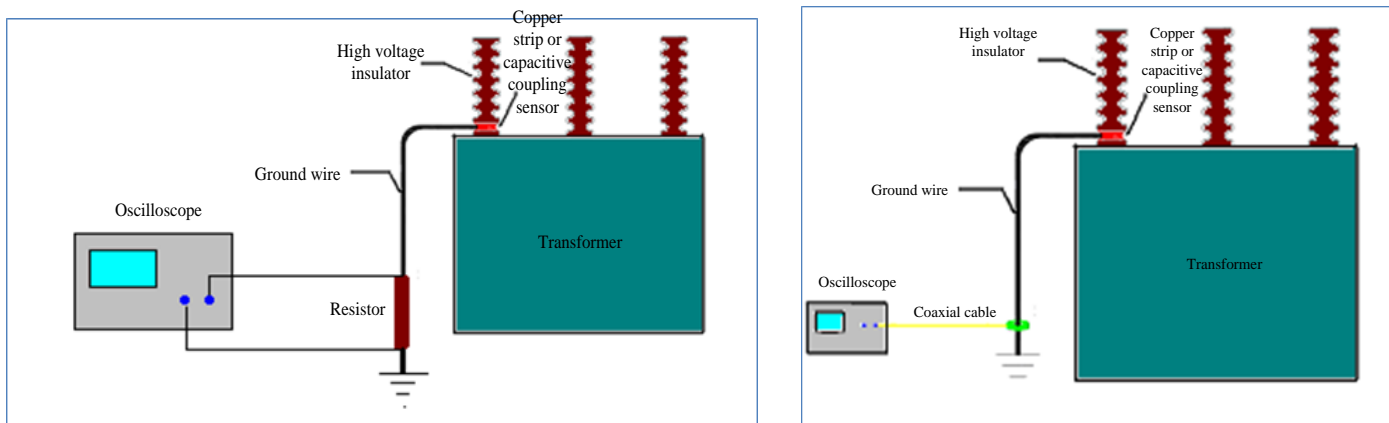 Copper
strip or
capacitive
coupling
sensor
High voltage
insulator
Ground wire
Oscilloscope
Transformer
Resistor
High voltage
insulator
Copper
strip or
capacitive
coupling
sensor
Ground wire
Transformer
Oscilloscope
Coaxial cable